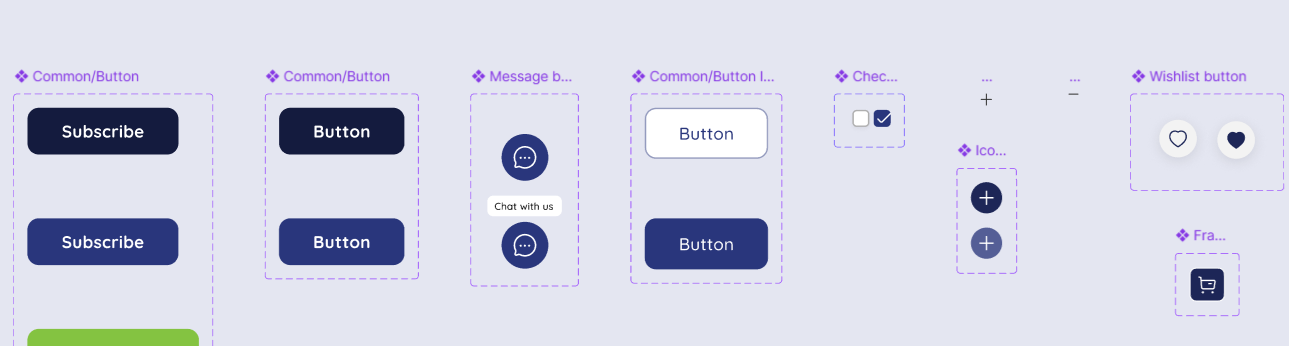 Common/Button
Subscribe
Subscribe
Common/Button
Button
Button
Message b...
Chat with us
Common/Button I...
Button
Button
Chec...
...
Ico...
...
Wishlist button
Fra...